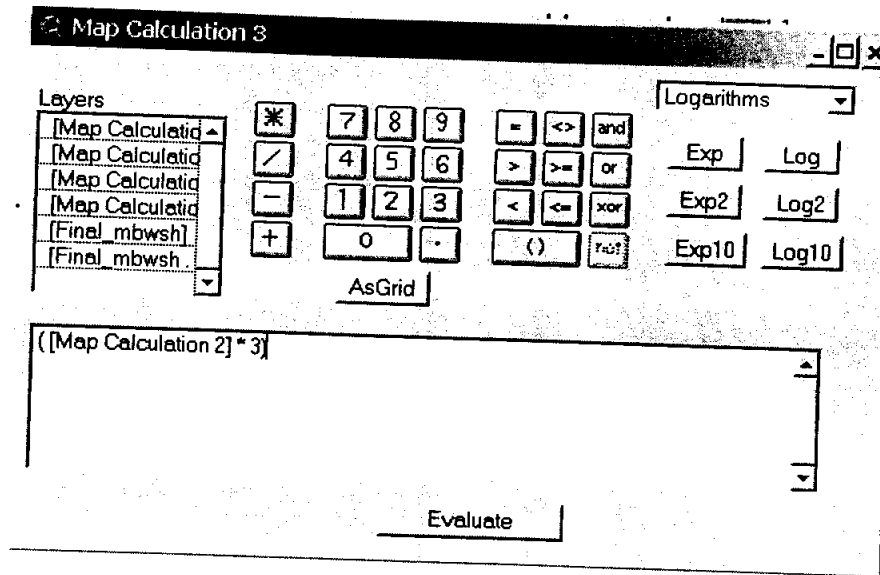 Map Calculation 3
Layers
[Map Calculatio
[Map Calculatio
[Map Calculatio
[Map Calculatio
[Final_mbwsh]
[Final_mbwsh .
* 7 8 9 = <> and
/ 4 5 6 > >= or
- 1 2 3 < <= xor
+ 0 . ( ) not
AsGrid
Logarithms
Exp Log
Exp2 Log2
Exp10 Log10
( [Map Calculation 2] * 3)
Evaluate